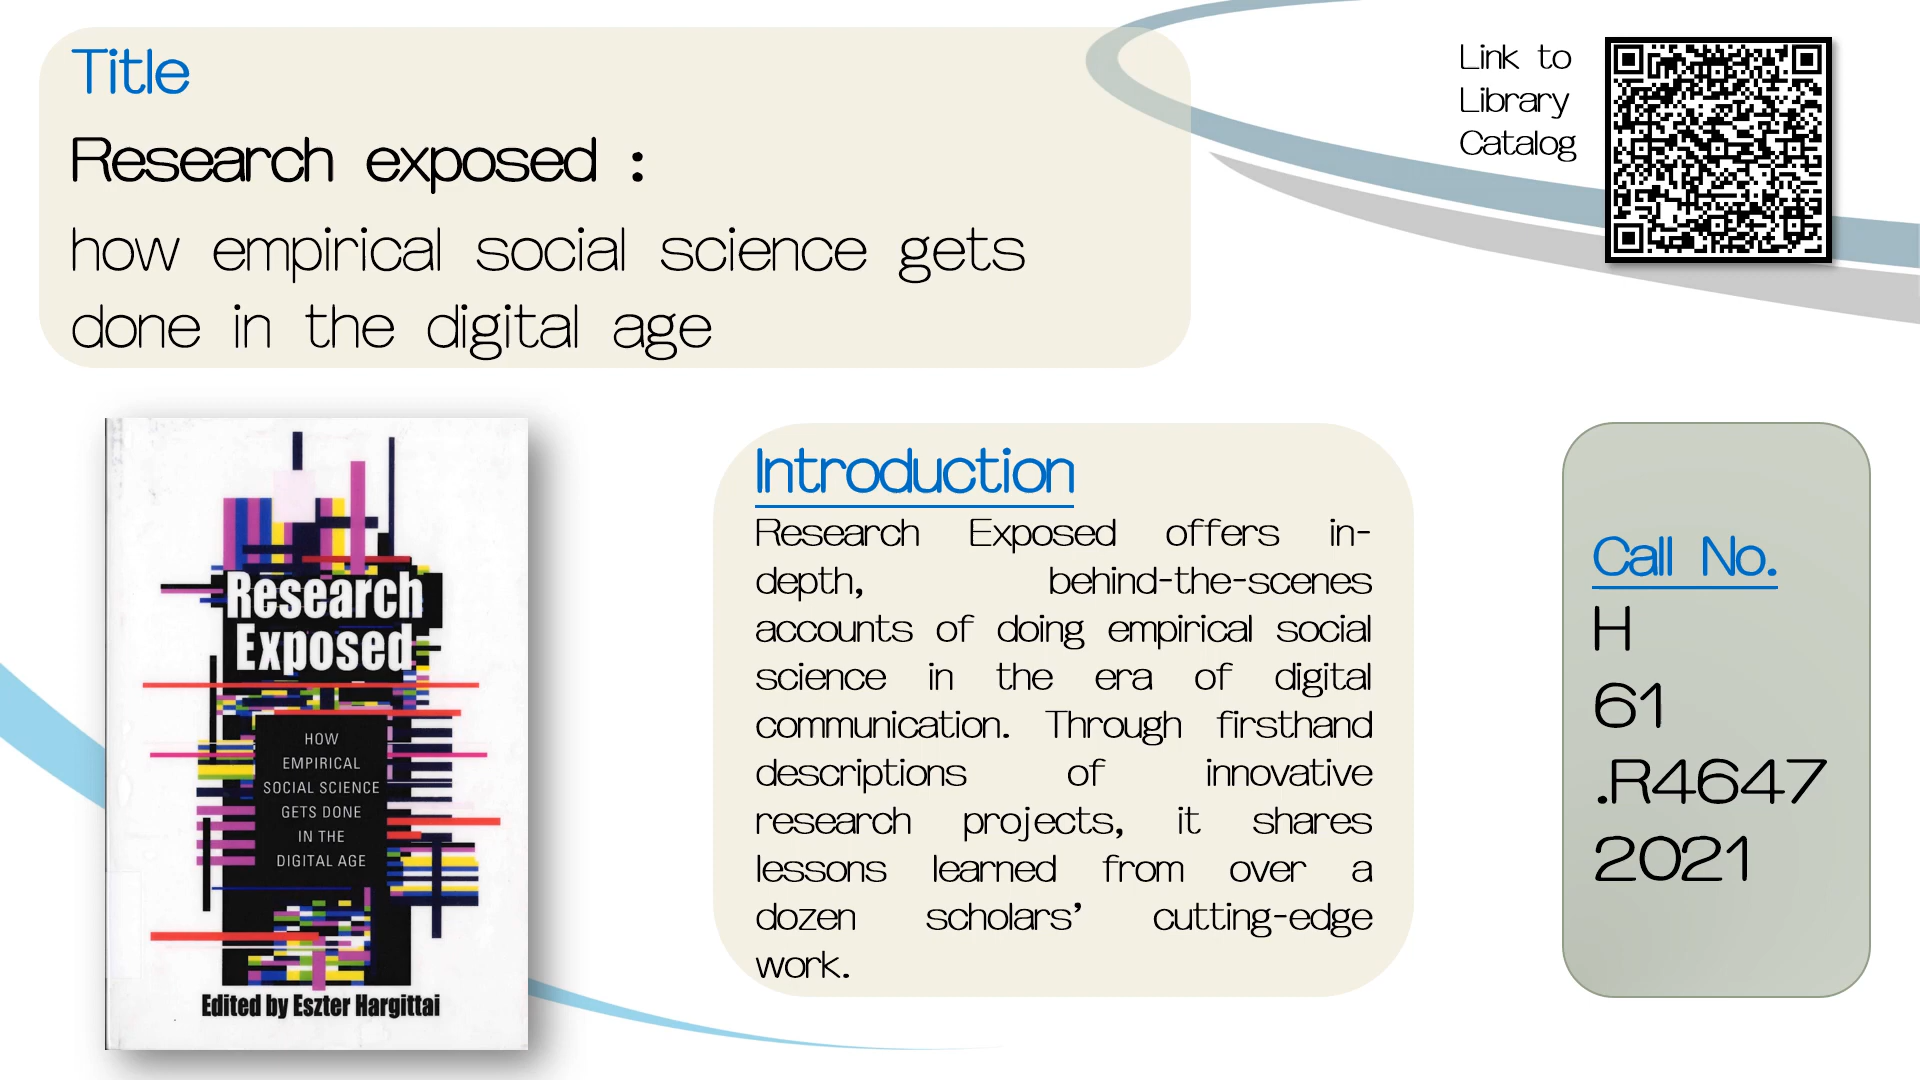 Title
Research exposed :
how empirical social science gets
done in the digital age
Link to
Library
Catalog
Research
Exposed
HOW
EMPIRICAL
SOCIAL SCIENCE
GETS DONE
IN THE
DIGITAL AGE
Edited by Eszter Hargittai
Introduction
Research Exposed offers in-
depth, behind-the-scenes
accounts of doing empirical social
science in the era of digital
communication. Through firsthand
descriptions of innovative
research projects, it shares
lessons learned from over a
dozen scholars’ cutting-edge
work.
Call No.
H
61
.R4647
2021